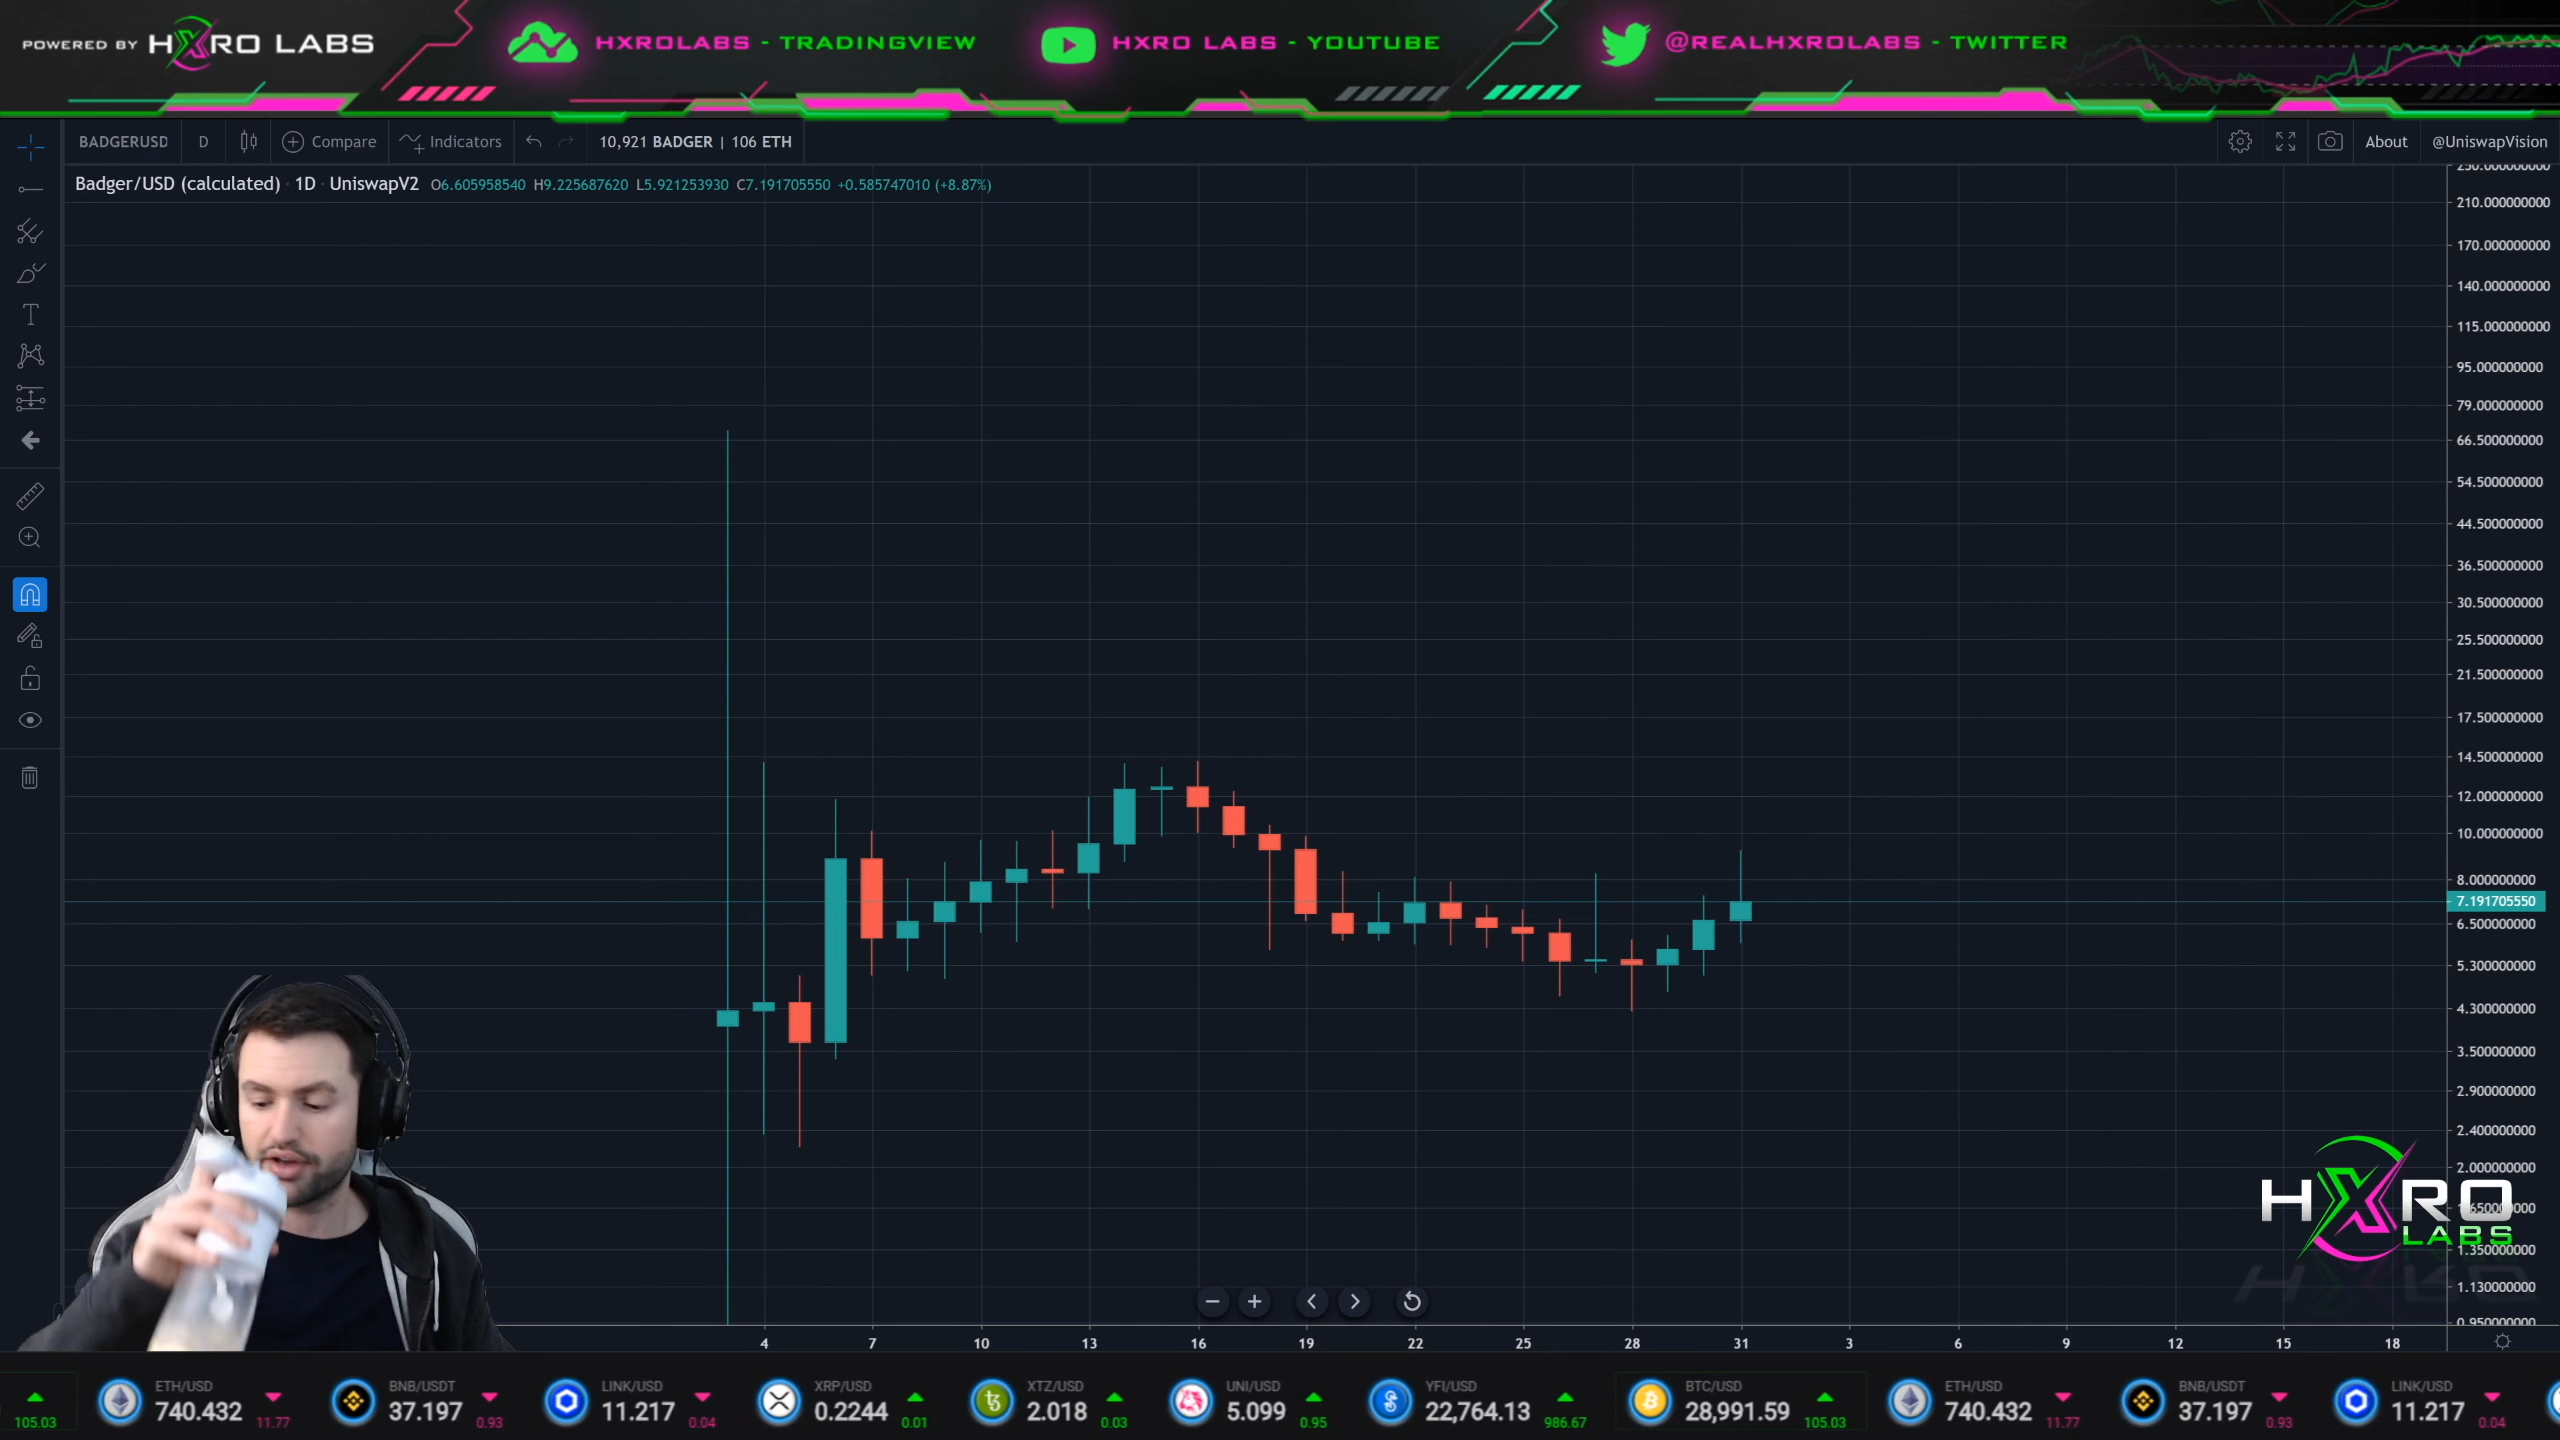 POWERED BY HXRO LABS
HXROLABS - TRADINGVIEW
HXRO LABS - YOUTUBE
@REALHXROLABS - TWITTER
BADGERUSD D Compare Indicators 10,921 BADGER | 106 ETH About @UniswapVision
Badger/USD (calculated) · 1D · UniswapV2 O6.605958540 H9.225687620 L5.921253930 C7.191705550 +0.585747010 (+8.87%)
250.000000000
210.000000000
170.000000000
140.000000000
115.000000000
95.000000000
79.000000000
66.500000000
54.500000000
44.500000000
36.500000000
30.500000000
25.500000000
21.500000000
17.500000000
14.500000000
12.000000000
10.000000000
8.000000000
7.191705550
6.500000000
5.300000000
4.300000000
3.500000000
2.900000000
2.400000000
2.000000000
HXRO
LABS
1.350000000
1.130000000
0.950000000
4 7 10 13 16 19 22 25 28 31 3 6 9 12 15 18
105.03
ETH/USD
740.432 11.77
BNB/USDT
37.197 0.93
LINK/USD
11.217 0.04
XRP/USD
0.2244 0.01
XTZ/USD
2.018 0.03
UNI/USD
5.099 0.95
YFI/USD
22,764.13 986.67
BTC/USD
28,991.59 105.03
ETH/USD
740.432 11.77
BNB/USDT
37.197 0.93
LINK/USD
11.217 0.04